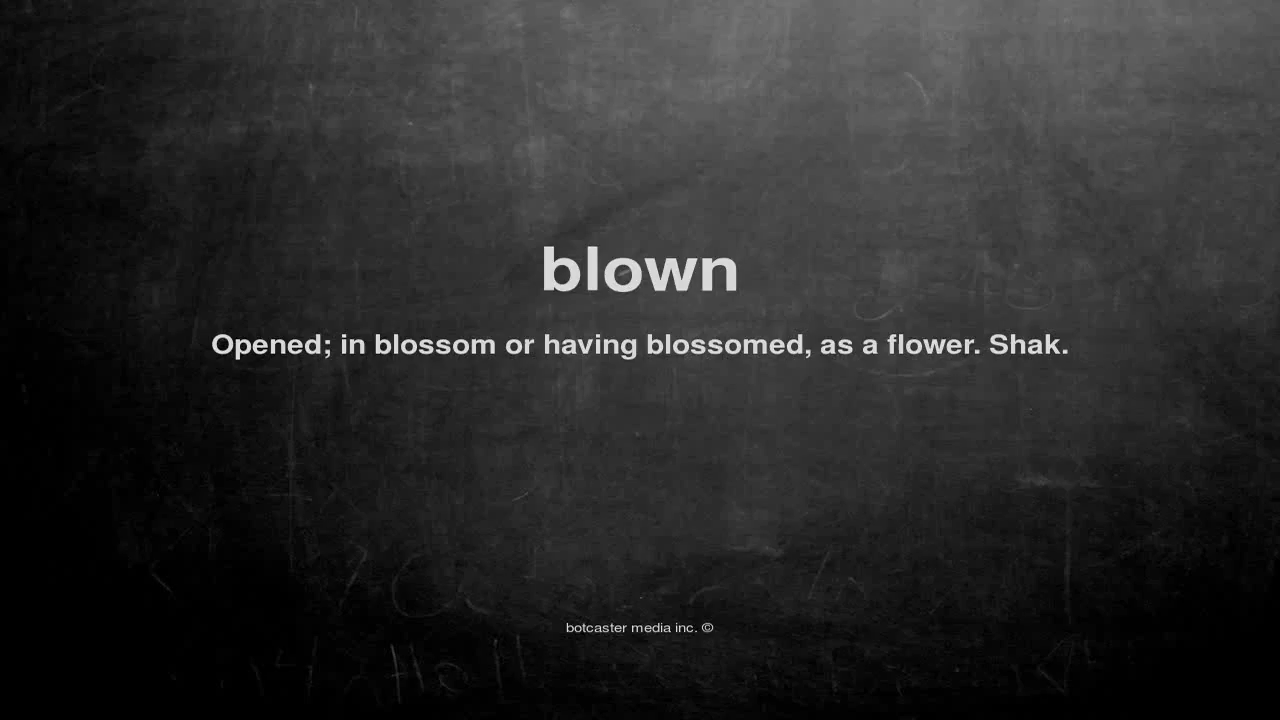 blown
Opened; in blossom or having blossomed, as a flower. Shak.
botcaster media inc. ©